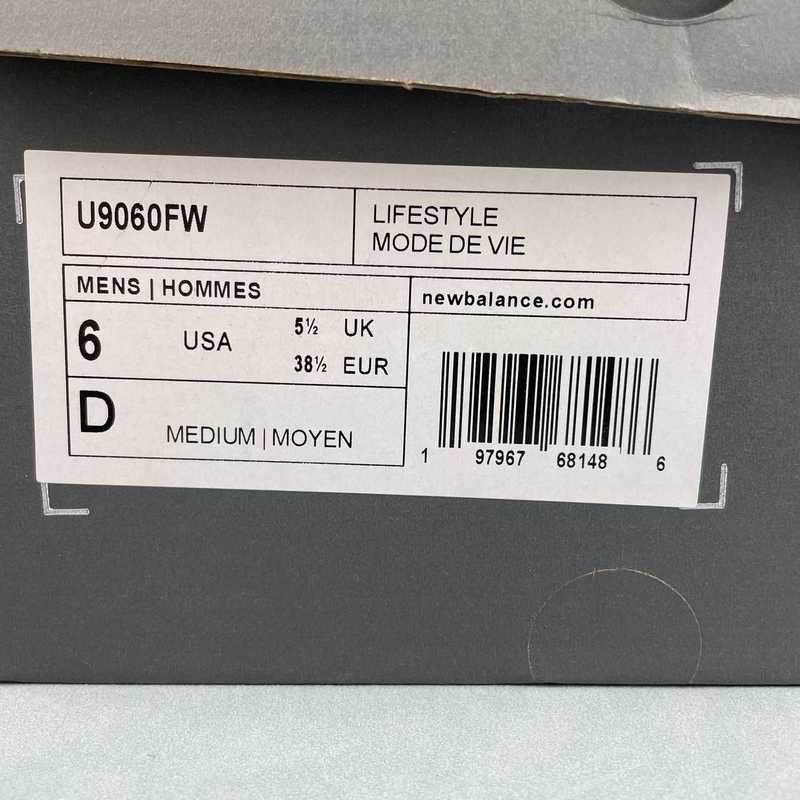 U9060FW
LIFESTYLE
MODE DE VIE
MENS | HOMMES
newbalance.com
6 USA 5½ UK
38½ EUR
D MEDIUM | MOYEN
1 97967 68148 6